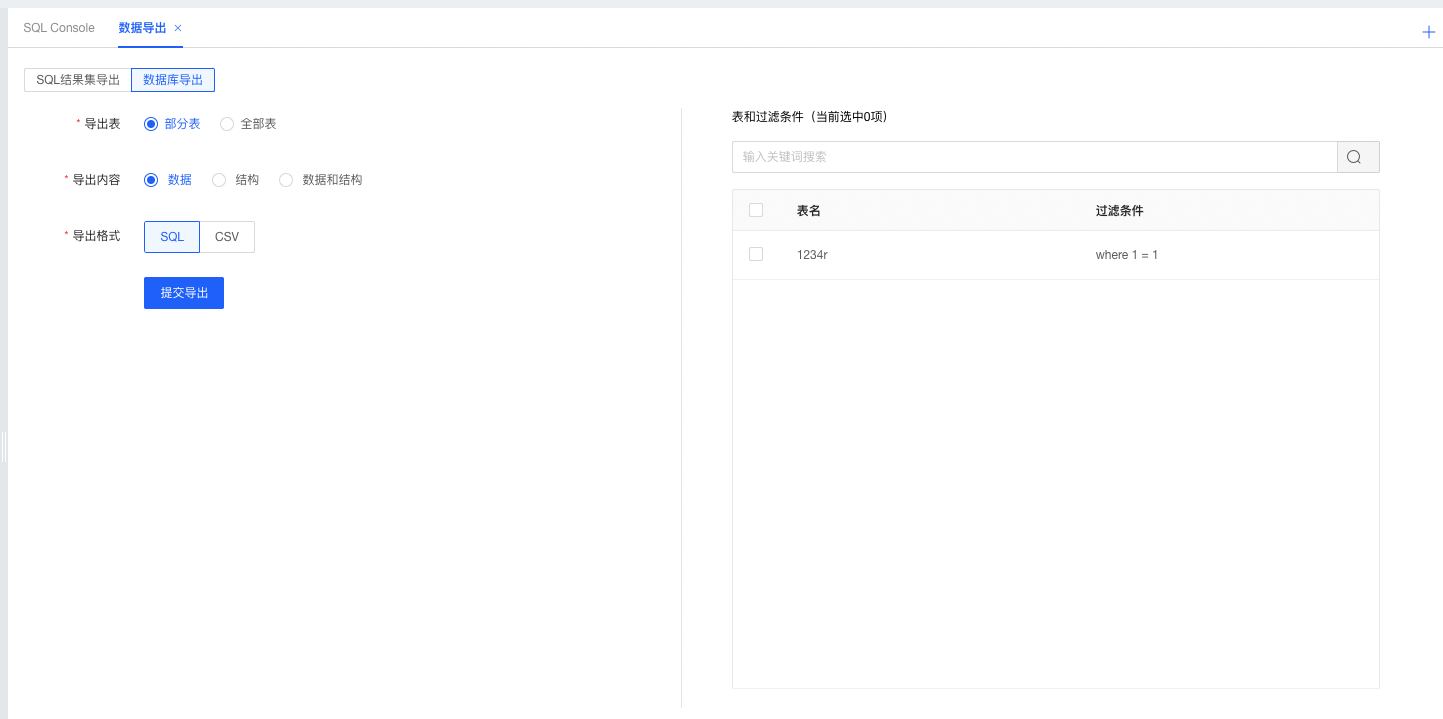 SQL Console 数据导出
SQL结果集导出 数据库导出
* 导出表 部分表 全部表
* 导出内容 数据 结构 数据和结构
* 导出格式 SQL CSV
提交导出
表和过滤条件（当前选中0项）
输入关键词搜索
表名 过滤条件
1234r where 1 = 1